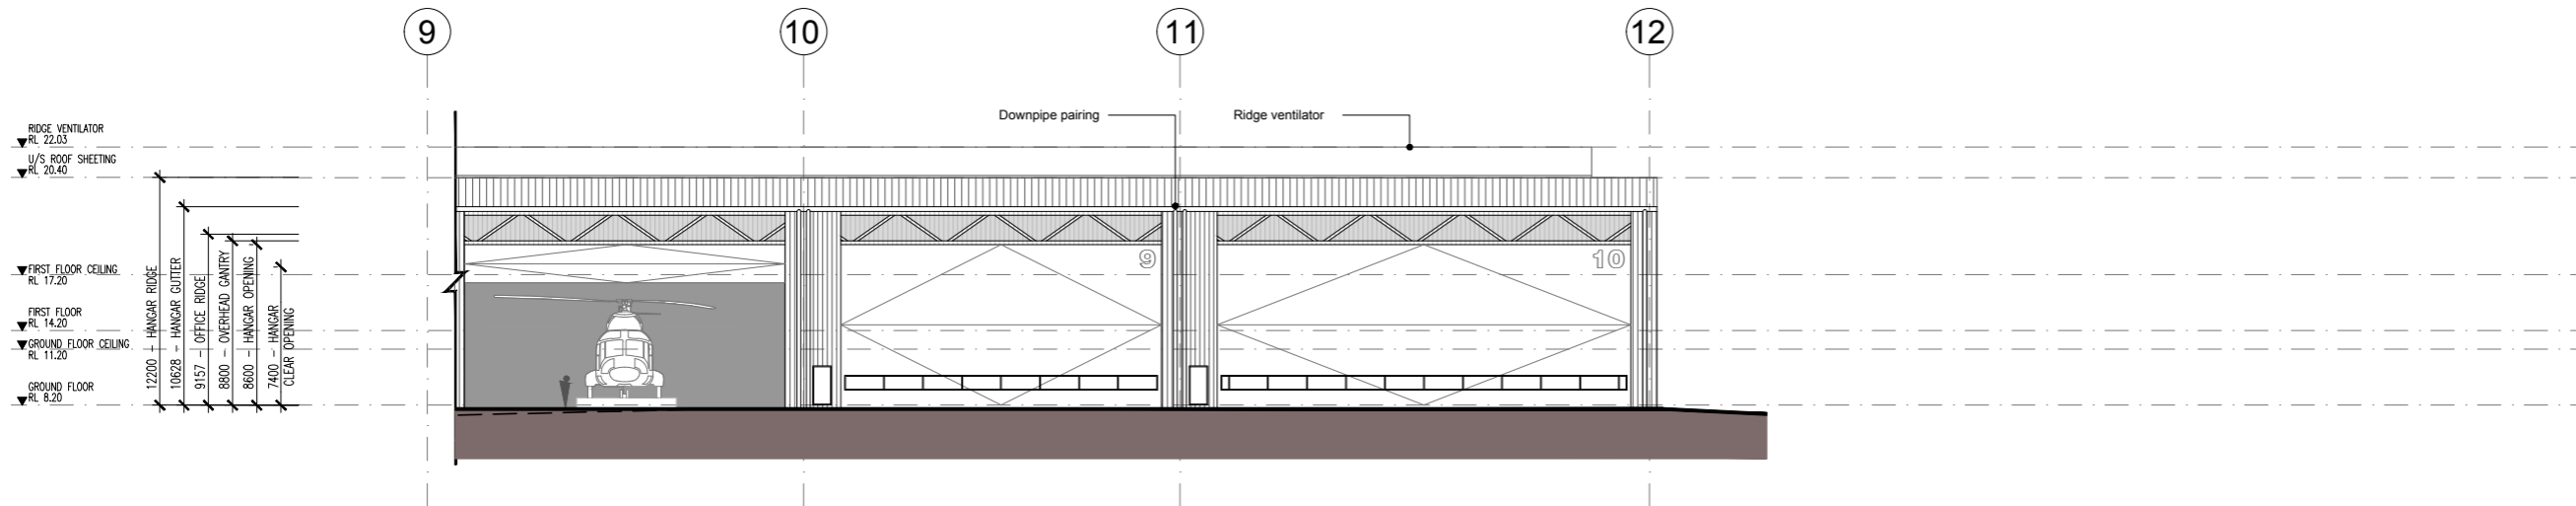 9
10
11
12
Downpipe pairing
Ridge ventilator
RIDGE VENTILATOR
RL 22.03
U/S ROOF SHEETING
RL 20.40
FIRST FLOOR CEILING
RL 17.20
FIRST FLOOR
RL 14.20
GROUND FLOOR CEILING
RL 11.20
GROUND FLOOR
RL 8.20
12200 - HANGAR RIDGE
10628 - HANGAR GUTTER
9157 - OFFICE RIDGE
8800 - OVERHEAD GANTRY
8600 - HANGAR OPENING
7400 - HANGAR
CLEAR OPENING
9
10